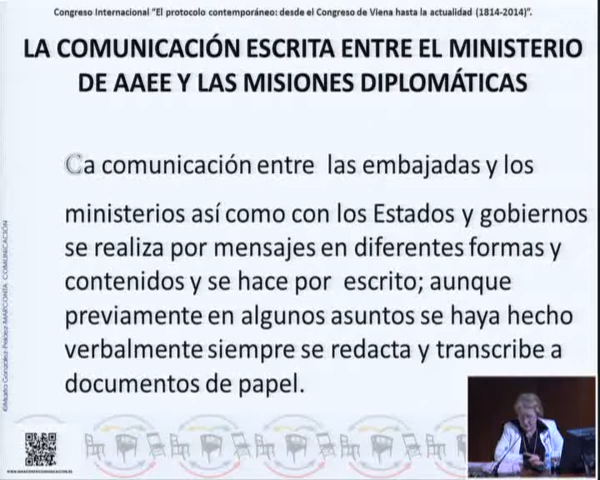 Congreso Internacional "El protocolo contemporáneo: desde el Congreso de Viena hasta la actualidad (1814-2014)".
LA COMUNICACIÓN ESCRITA ENTRE EL MINISTERIO
DE AAEE Y LAS MISIONES DIPLOMÁTICAS
Ca comunicación entre las embajadas y los
ministerios así como con los Estados y gobiernos
se realiza por mensajes en diferentes formas y
contenidos y se hace por escrito; aunque
previamente en algunos asuntos se haya hecho
verbalmente siempre se redacta y transcribe a
documentos de papel.